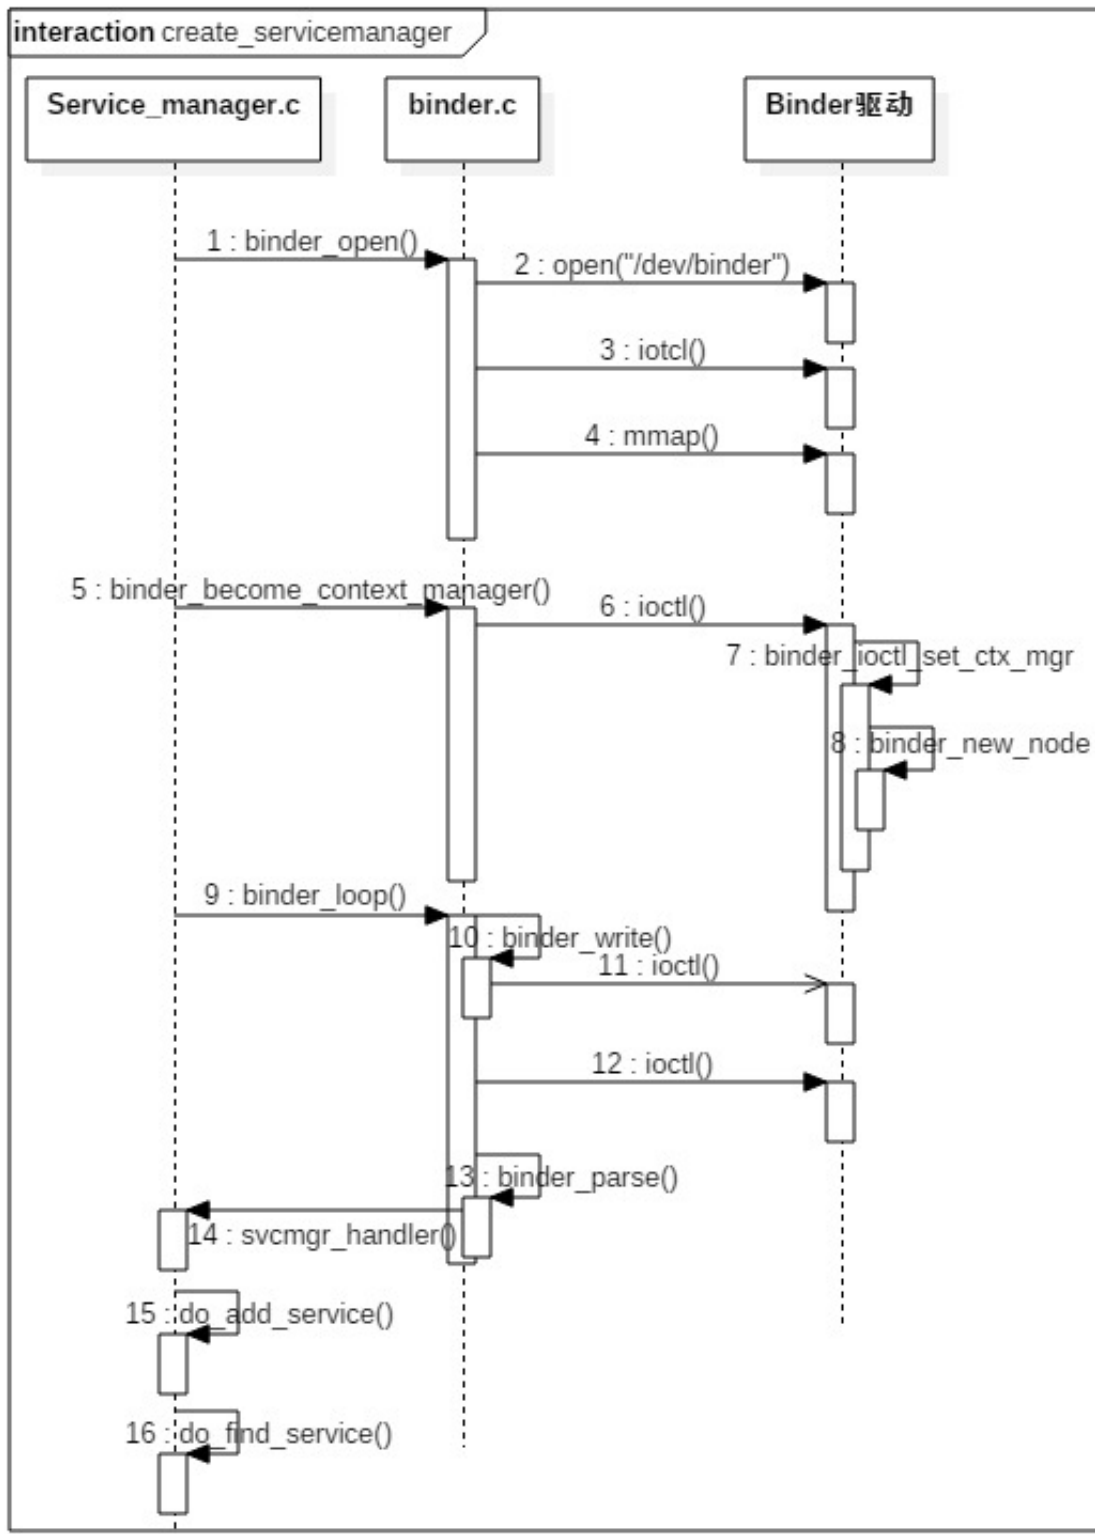 interaction create_servicemanager
Service_manager.c
binder.c
Binder驱动
1 : binder_open()
2 : open("/dev/binder")
3 : iotcl()
4 : mmap()
5 : binder_become_context_manager()
6 : ioctl()
7 : binder_ioctl_set_ctx_mgr
8 : binder_new_node
9 : binder_loop()
10 : binder_write()
11 : ioctl()
12 : ioctl()
13 : binder_parse()
14 : svcmgr_handler()
15 : do_add_service()
16 : do_find_service()